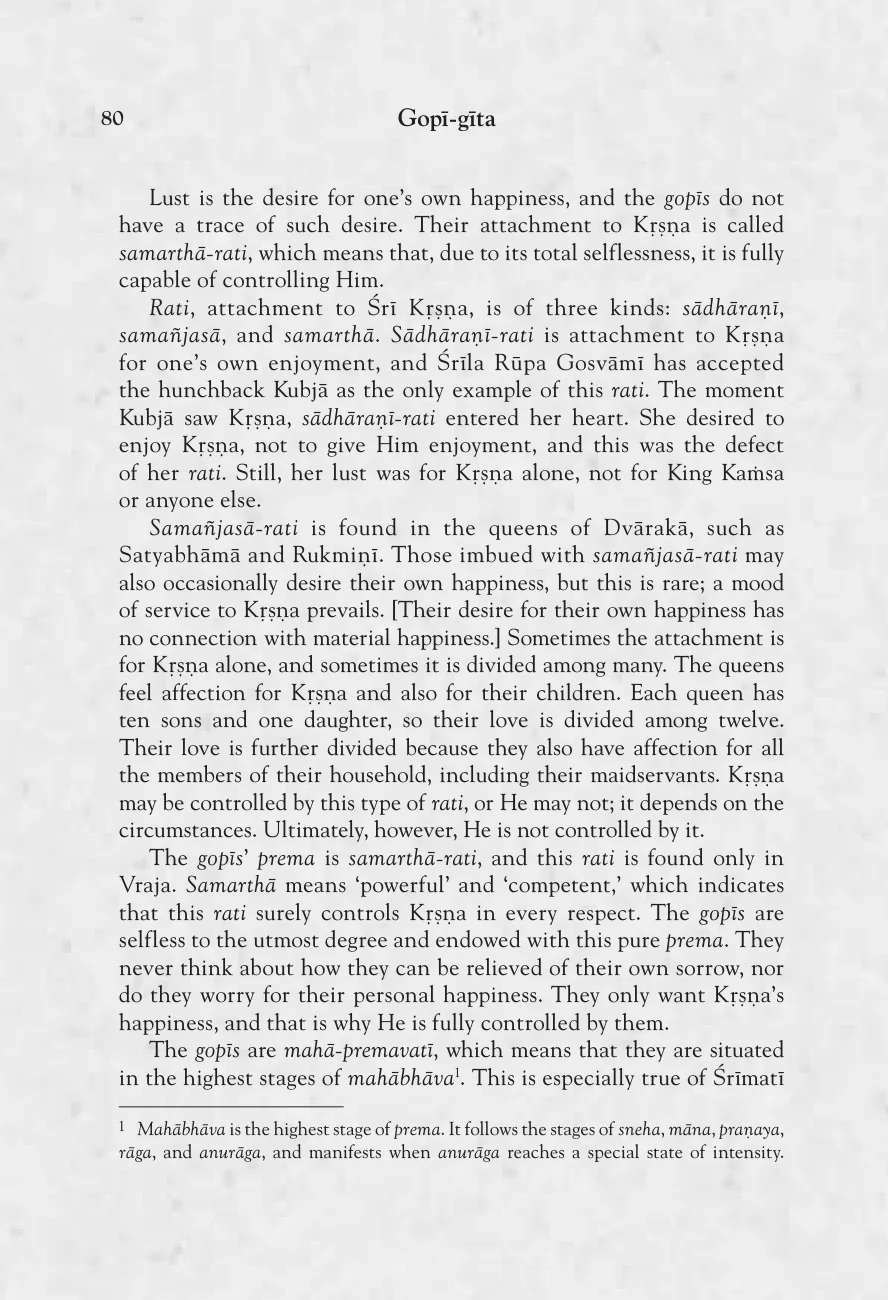 80
Gopī-gīta
Lust is the desire for one’s own happiness, and the gopīs do not
have a trace of such desire. Their attachment to Kṛṣṇa is called
samarthā-rati, which means that, due to its total selflessness, it is fully
capable of controlling Him.
Rati, attachment to Śrī Kṛṣṇa, is of three kinds: sādhāraṇī,
samañjasā, and samarthā. Sādhāraṇī-rati is attachment to Kṛṣṇa
for one’s own enjoyment, and Śrīla Rūpa Gosvāmī has accepted
the hunchback Kubjā as the only example of this rati. The moment
Kubjā saw Kṛṣṇa, sādhāraṇī-rati entered her heart. She desired to
enjoy Kṛṣṇa, not to give Him enjoyment, and this was the defect
of her rati. Still, her lust was for Kṛṣṇa alone, not for King Kaṁsa
or anyone else.
Samañjasā-rati is found in the queens of Dvārakā, such as
Satyabhāmā and Rukmiṇī. Those imbued with samañjasā-rati may
also occasionally desire their own happiness, but this is rare; a mood
of service to Kṛṣṇa prevails. [Their desire for their own happiness has
no connection with material happiness.] Sometimes the attachment is
for Kṛṣṇa alone, and sometimes it is divided among many. The queens
feel affection for Kṛṣṇa and also for their children. Each queen has
ten sons and one daughter, so their love is divided among twelve.
Their love is further divided because they also have affection for all
the members of their household, including their maidservants. Kṛṣṇa
may be controlled by this type of rati, or He may not; it depends on the
circumstances. Ultimately, however, He is not controlled by it.
The gopīs’ prema is samarthā-rati, and this rati is found only in
Vraja. Samarthā means ‘powerful’ and ‘competent,’ which indicates
that this rati surely controls Kṛṣṇa in every respect. The gopīs are
selfless to the utmost degree and endowed with this pure prema. They
never think about how they can be relieved of their own sorrow, nor
do they worry for their personal happiness. They only want Kṛṣṇa’s
happiness, and that is why He is fully controlled by them.
The gopīs are mahā-premavatī, which means that they are situated
in the highest stages of mahābhāva¹. This is especially true of Śrīmatī
1 Mahābhāva is the highest stage of prema. It follows the stages of sneha, māna, praṇaya,
rāga, and anurāga, and manifests when anurāga reaches a special state of intensity.